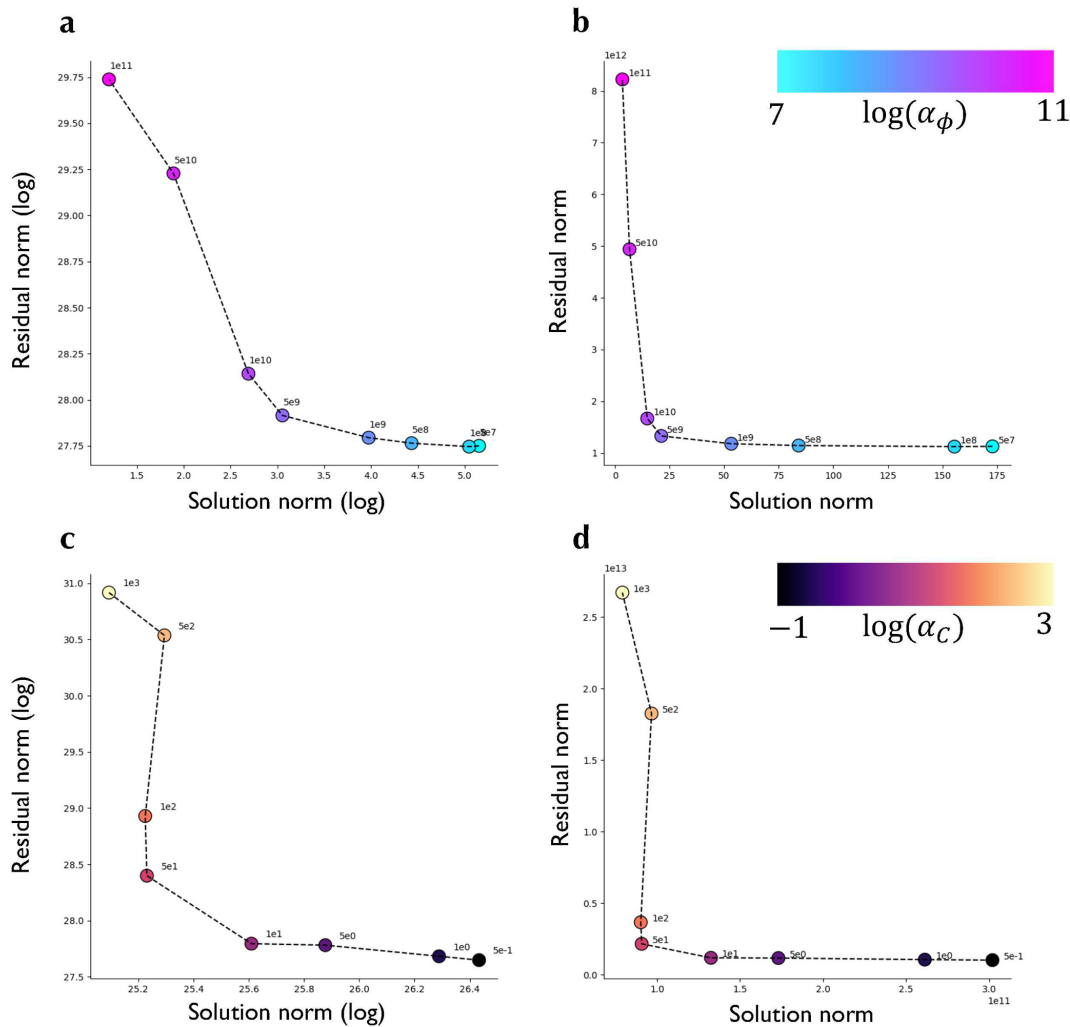 a
29.75
29.50
29.25
29.00
28.75
28.50
28.25
28.00
27.75
Residual norm (log)
1e11
5e10
1e10
5e9
1e9
5e8
1e8
5e7
1.5 2.0 2.5 3.0 3.5 4.0 4.5 5.0
Solution norm (log)
b
1e12
8
7
6
5
4
3
2
1
Residual norm
1e11
5e10
1e10
5e9
1e9
5e8
1e8
5e7
0 25 50 75 100 125 150 175
Solution norm
7 log(α_ϕ) 11
c
31.0
30.5
30.0
29.5
29.0
28.5
28.0
27.5
Residual norm (log)
1e3
5e2
1e2
5e1
1e1
5e0
1e0
5e-1
25.2 25.4 25.6 25.8 26.0 26.2 26.4
Solution norm (log)
d
1e13
2.5
2.0
1.5
1.0
0.5
0.0
Residual norm
1e3
5e2
1e2
5e1
1e1
5e0
1e0
5e-1
1.0 1.5 2.0 2.5 3.0
1e11
Solution norm
−1 log(α_C) 3